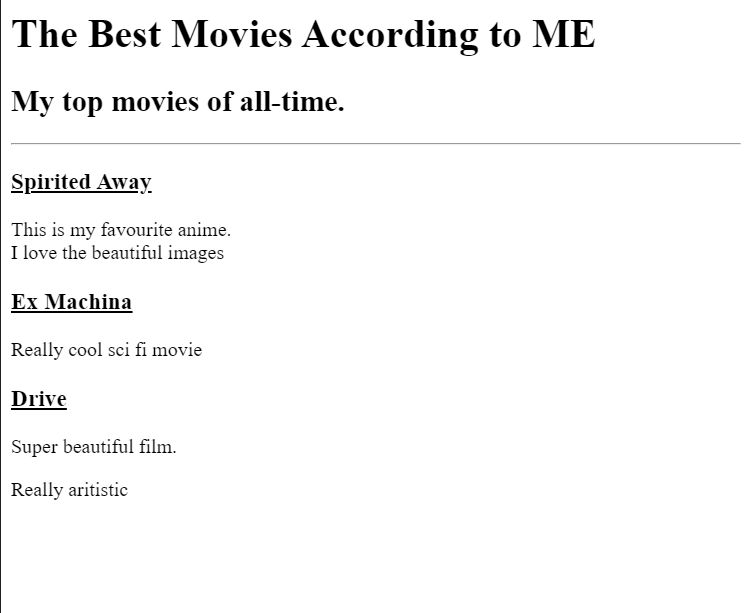 The Best Movies According to ME
My top movies of all-time.
Spirited Away
This is my favourite anime.
I love the beautiful images
Ex Machina
Really cool sci fi movie
Drive
Super beautiful film.
Really aritistic